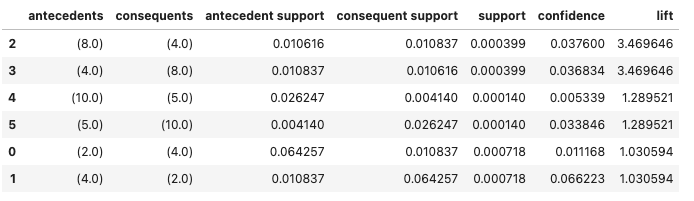 antecedents consequents antecedent support consequent support support confidence lift
2 (8.0) (4.0) 0.010616 0.010837 0.000399 0.037600 3.469646
3 (4.0) (8.0) 0.010837 0.010616 0.000399 0.036834 3.469646
4 (10.0) (5.0) 0.026247 0.004140 0.000140 0.005339 1.289521
5 (5.0) (10.0) 0.004140 0.026247 0.000140 0.033846 1.289521
0 (2.0) (4.0) 0.064257 0.010837 0.000718 0.011168 1.030594
1 (4.0) (2.0) 0.010837 0.064257 0.000718 0.066223 1.030594